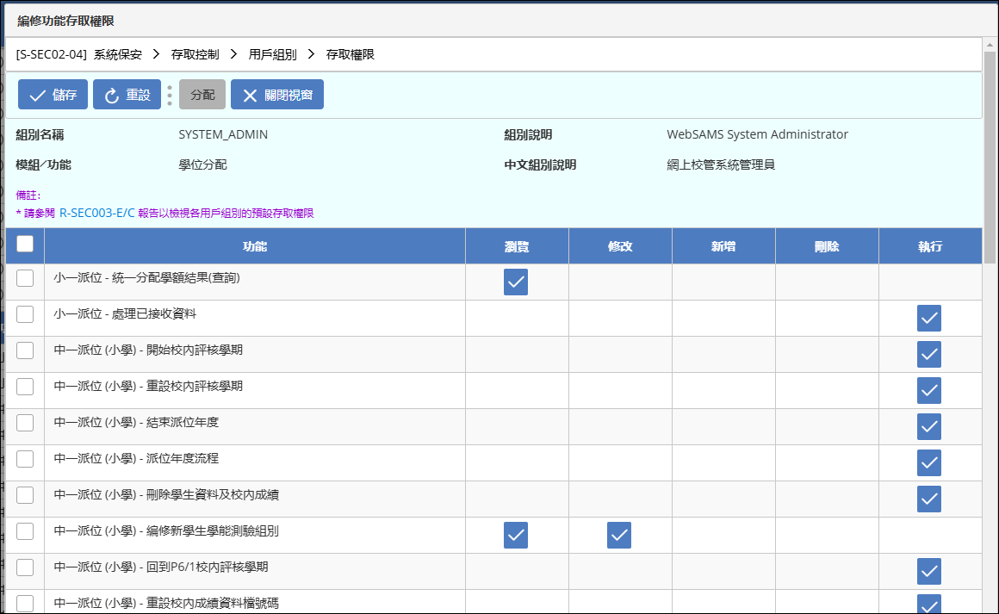 編修功能存取權限
[S-SEC02-04] 系統保安 > 存取控制 > 用戶組別 > 存取權限
儲存 重設 分配 關閉視窗
組別名稱 SYSTEM_ADMIN 組別說明 WebSAMS System Administrator
模組/功能 學位分配 中文組別說明 網上校管系統管理員
備註:
* 請參閱 R-SEC003-E/C 報告以檢視各用戶組別的預設存取權限
功能 瀏覽 修改 新增 刪除 執行
小一派位 - 統一分配學額結果(查詢)
小一派位 - 處理已接收資料
中一派位 (小學) - 開始校內評核學期
中一派位 (小學) - 重設校內評核學期
中一派位 (小學) - 結束派位年度
中一派位 (小學) - 派位年度流程
中一派位 (小學) - 刪除學生資料及校內成績
中一派位 (小學) - 編修新學生學能測驗組別
中一派位 (小學) - 回到P6/1校內評核學期
中一派位 (小學) - 重設校內成績資料檔號碼